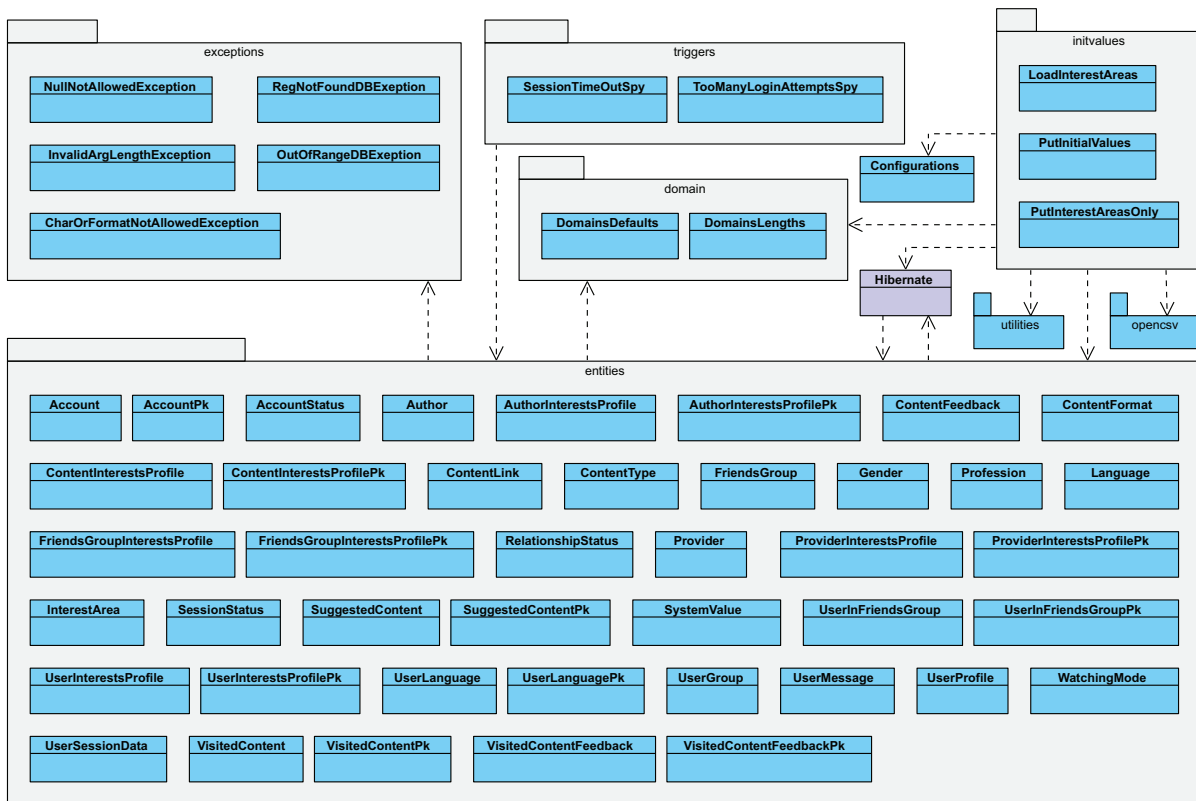 exceptions
NullNotAllowedException
RegNotFoundDBExeption
InvalidArgLengthException
OutOfRangeDBExeption
CharOrFormatNotAllowedException
triggers
SessionTimeOutSpy
TooManyLoginAttemptsSpy
domain
DomainsDefaults
DomainsLengths
initvalues
LoadInterestAreas
PutInitialValues
PutInterestAreasOnly
Configurations
Hibernate
utilities
opencsv
entities
Account
AccountPk
AccountStatus
Author
AuthorInterestsProfile
AuthorInterestsProfilePk
ContentFeedback
ContentFormat
ContentInterestsProfile
ContentInterestsProfilePk
ContentLink
ContentType
FriendsGroup
Gender
Profession
Language
FriendsGroupInterestsProfile
FriendsGroupInterestsProfilePk
RelationshipStatus
Provider
ProviderInterestsProfile
ProviderInterestsProfilePk
InterestArea
SessionStatus
SuggestedContent
SuggestedContentPk
SystemValue
UserInFriendsGroup
UserInFriendsGroupPk
UserInterestsProfile
UserInterestsProfilePk
UserLanguage
UserLanguagePk
UserGroup
UserMessage
UserProfile
WatchingMode
UserSessionData
VisitedContent
VisitedContentPk
VisitedContentFeedback
VisitedContentFeedbackPk